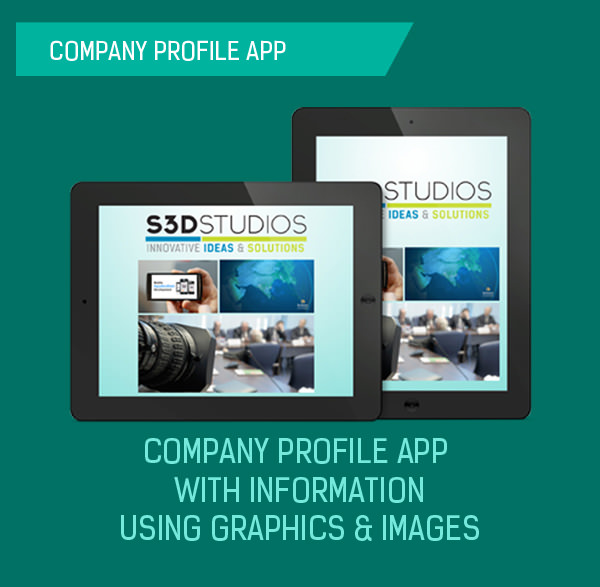 COMPANY PROFILE APP
STUDIOS
IDEAS & SOLUTIONS
S3DSTUDIOS
INNOVATIVE IDEAS & SOLUTIONS
COMPANY PROFILE APP
WITH INFORMATION
USING GRAPHICS & IMAGES